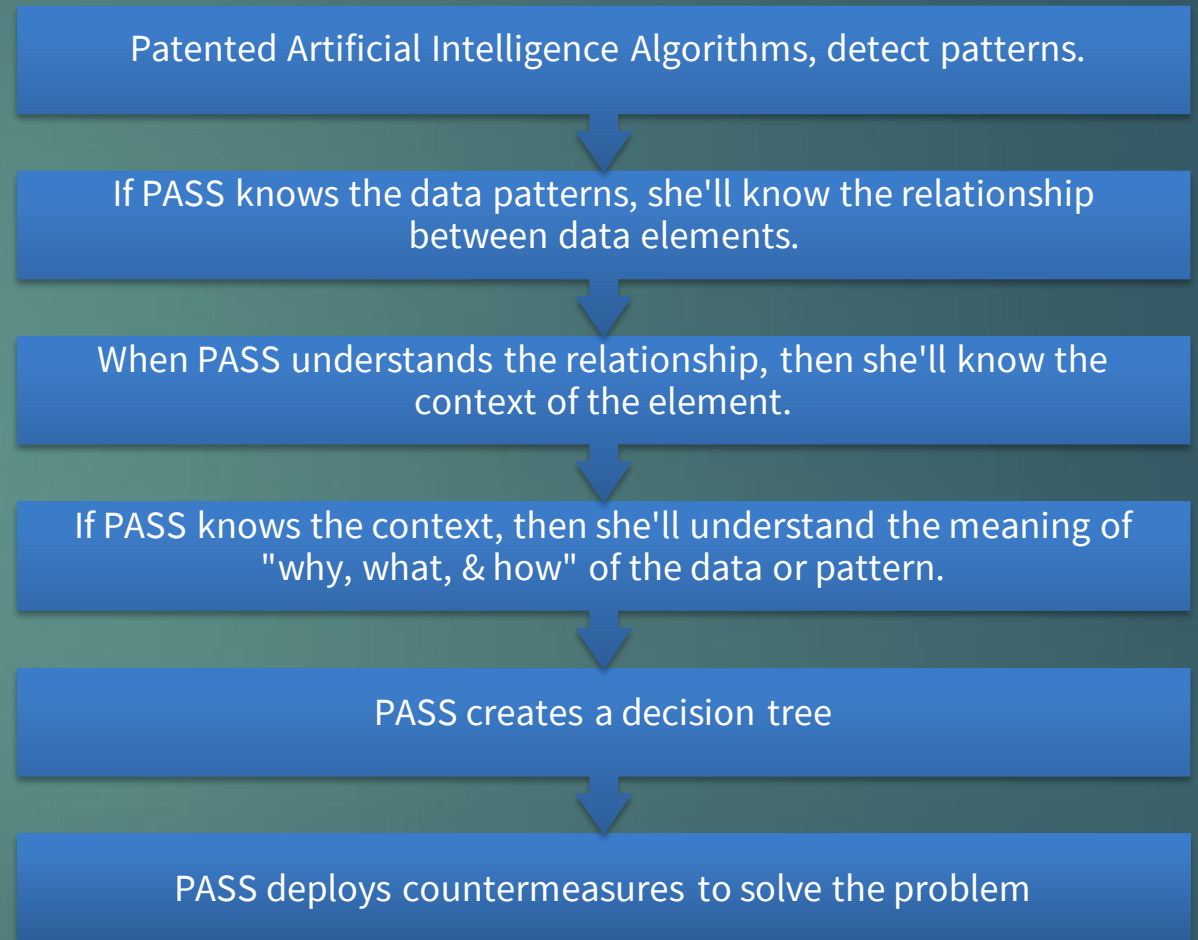 Patented Artificial Intelligence Algorithms, detect patterns.
If PASS knows the data patterns, she'll know the relationship
between data elements.
When PASS understands the relationship, then she'll know the
context of the element.
If PASS knows the context, then she'll understand the meaning of
"why, what, & how" of the data or pattern.
PASS creates a decision tree
PASS deploys countermeasures to solve the problem